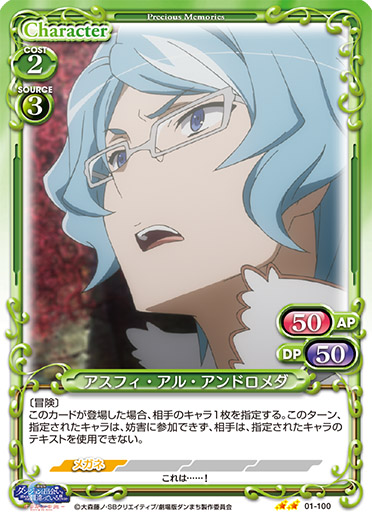 Precious Memories
Character
COST
2
SOURCE
3
50 AP
DP 50
アスフィ・アル・アンドロメダ
〔冒険〕
このカードが登場した場合、相手のキャラ1枚を指定する。このターン、
指定されたキャラは、妨害に参加できず、相手は、指定されたキャラの
テキストを使用できない。
メガネ
これは……!
©大森藤ノ・SBクリエイティブ/劇場版ダンまち製作委員会
01-100